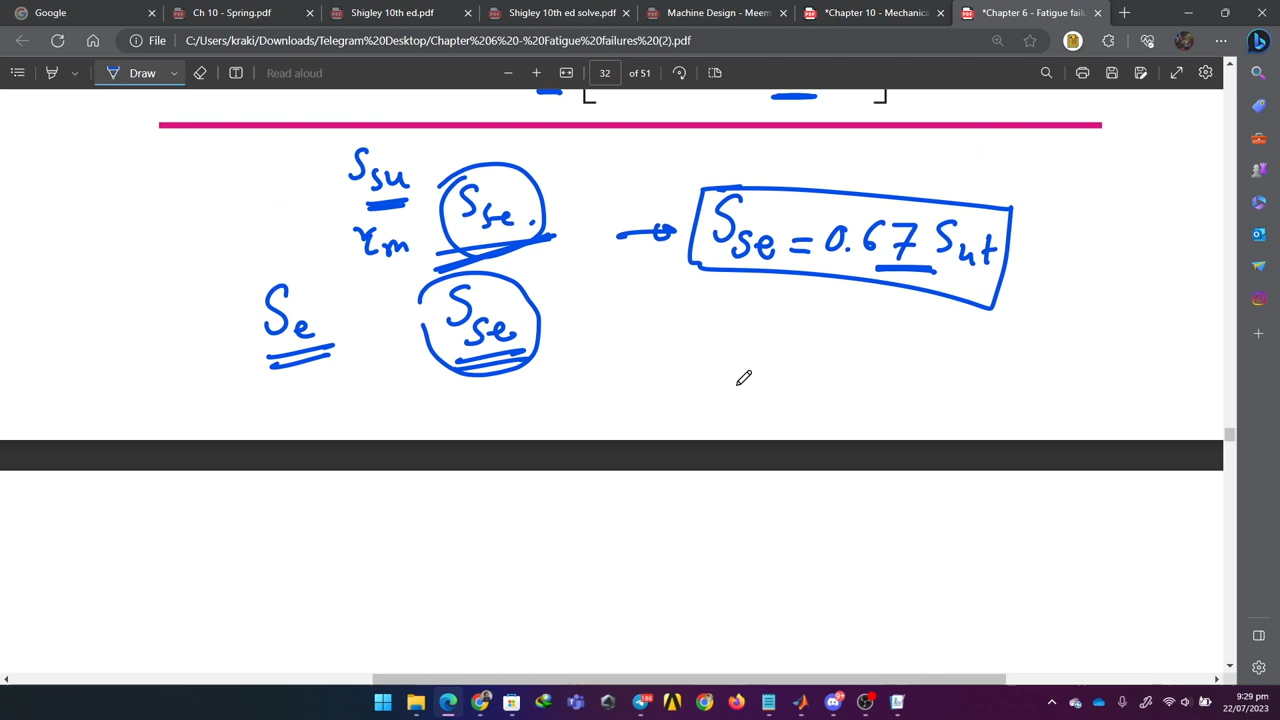 Google
Ch 10 - Spring.pdf
Shigley 10th ed.pdf
Shigley 10th ed solve.pdf
Machine Design - Meem
*Chapter 10 - Mechanica
*Chapter 6 - Fatigue failu
File
C:/Users/kraki/Downloads/Telegram%20Desktop/Chapter%206%20-%20Fatigue%20failures%20(2).pdf
Draw
Read aloud
32 of 51
Ssu
Sse.
τm
Sse = 0.67 Sut
Se
Sse
9:29 pm
22/07/2023